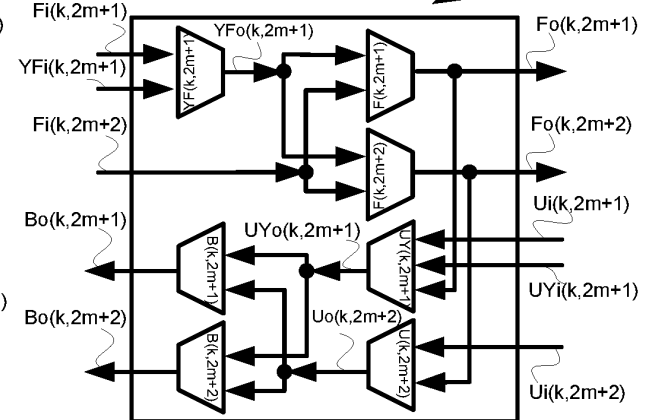 Fi(k,2m+1)
YFi(k,2m+1)
Fi(k,2m+2)
YF(k,2m+1)
YFo(k,2m+1)
F(k,2m+1)
F(k,2m+2)
Fo(k,2m+1)
Fo(k,2m+2)
Ui(k,2m+1)
UYi(k,2m+1)
Ui(k,2m+2)
Bo(k,2m+1)
Bo(k,2m+2)
B(k,2m+1)
B(k,2m+2)
UYo(k,2m+1)
Uo(k,2m+2)
UY(k,2m+1)
U(k,2m+2)
)
)